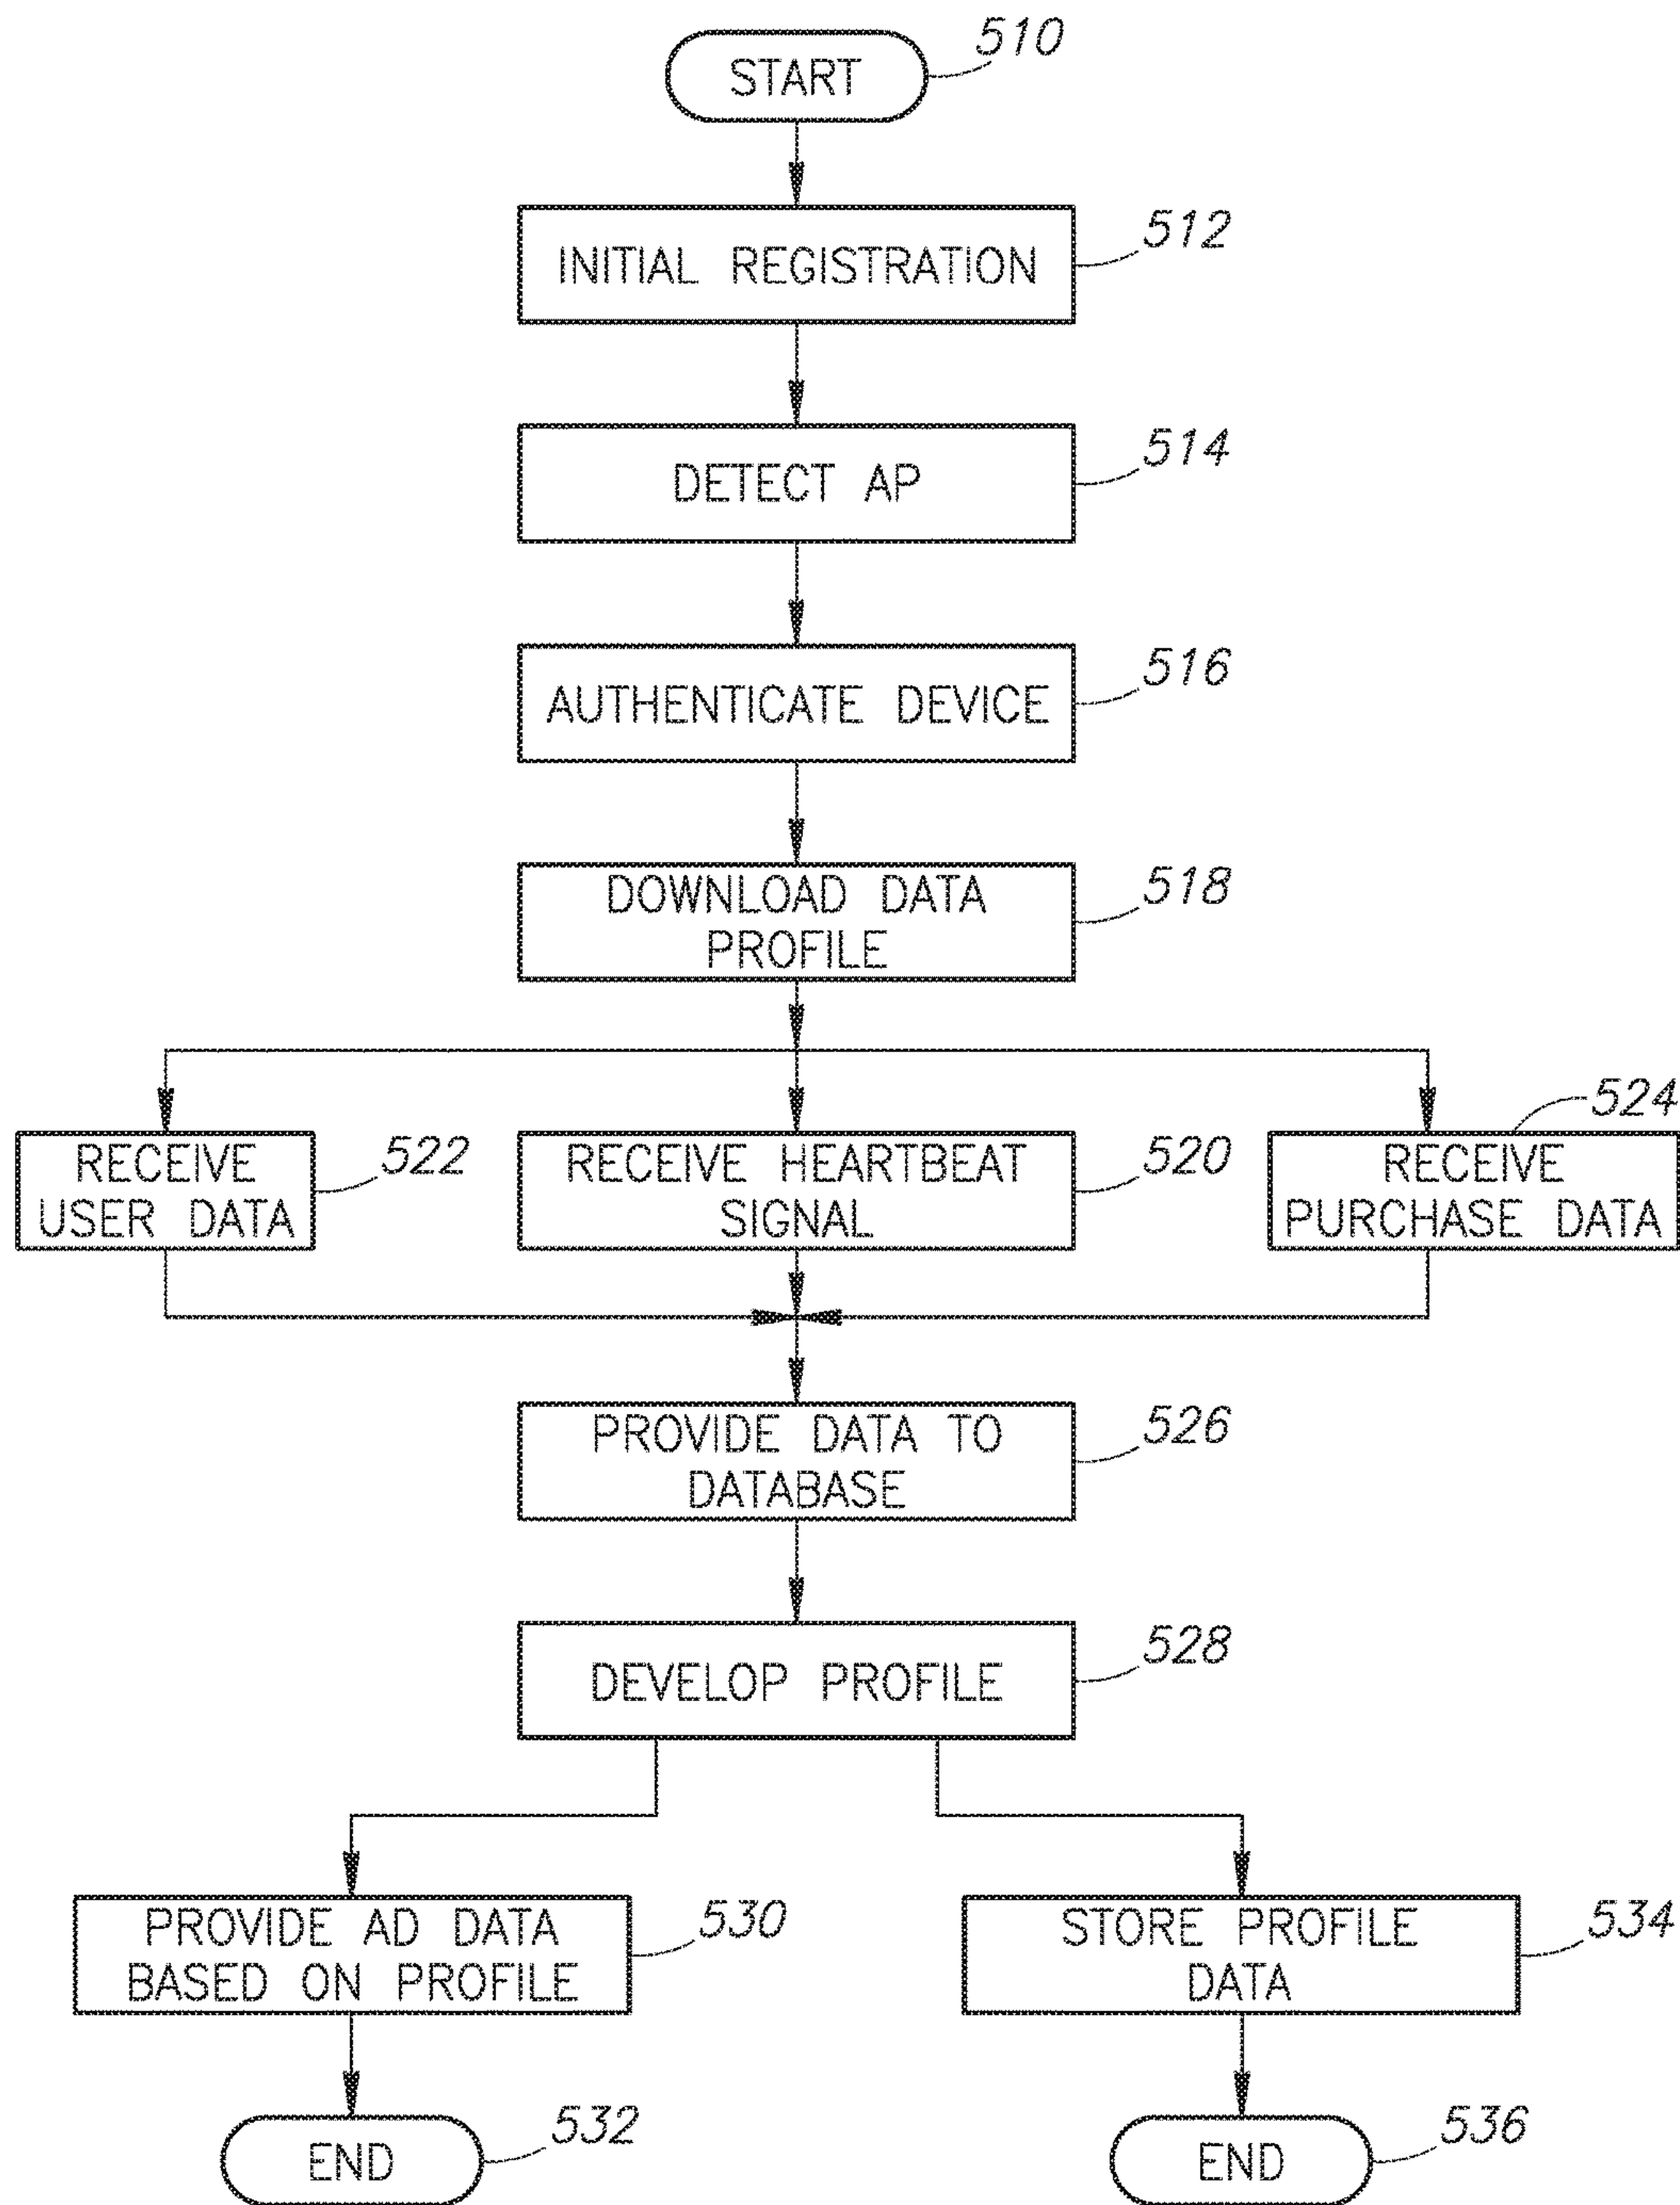 START
510
INITIAL REGISTRATION
512
DETECT AP
514
AUTHENTICATE DEVICE
516
DOWNLOAD DATA
PROFILE
518
RECEIVE
USER DATA
522
RECEIVE HEARTBEAT
SIGNAL
520
RECEIVE
PURCHASE DATA
524
PROVIDE DATA TO
DATABASE
526
DEVELOP PROFILE
528
PROVIDE AD DATA
BASED ON PROFILE
530
STORE PROFILE
DATA
534
END
532
END
536